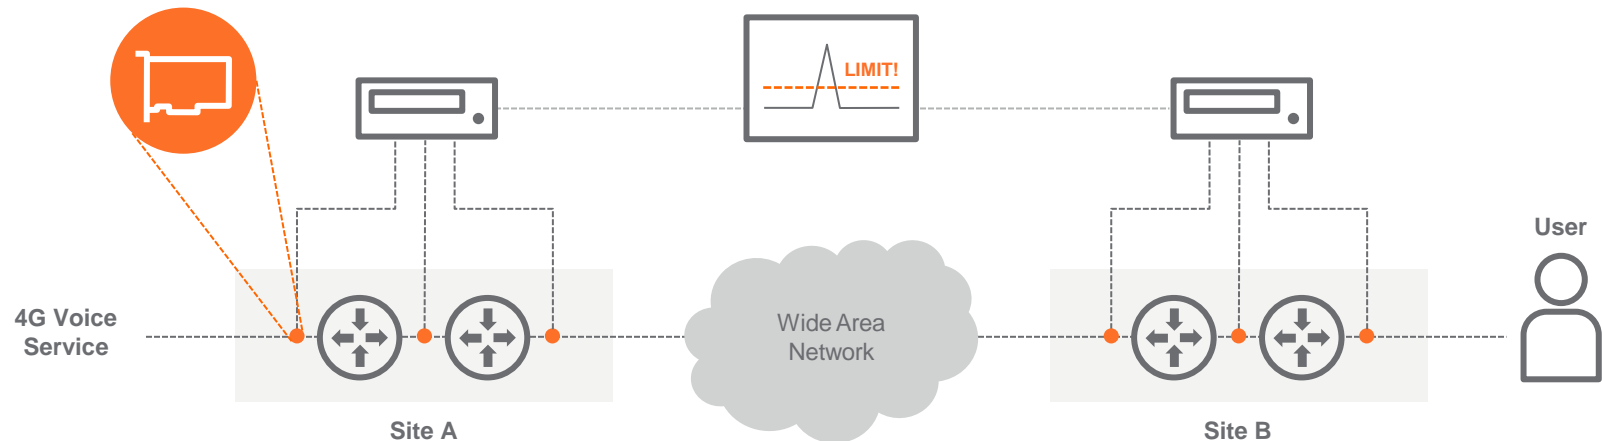 LIMIT!
User
4G Voice
Service
Wide Area
Network
Site A
Site B